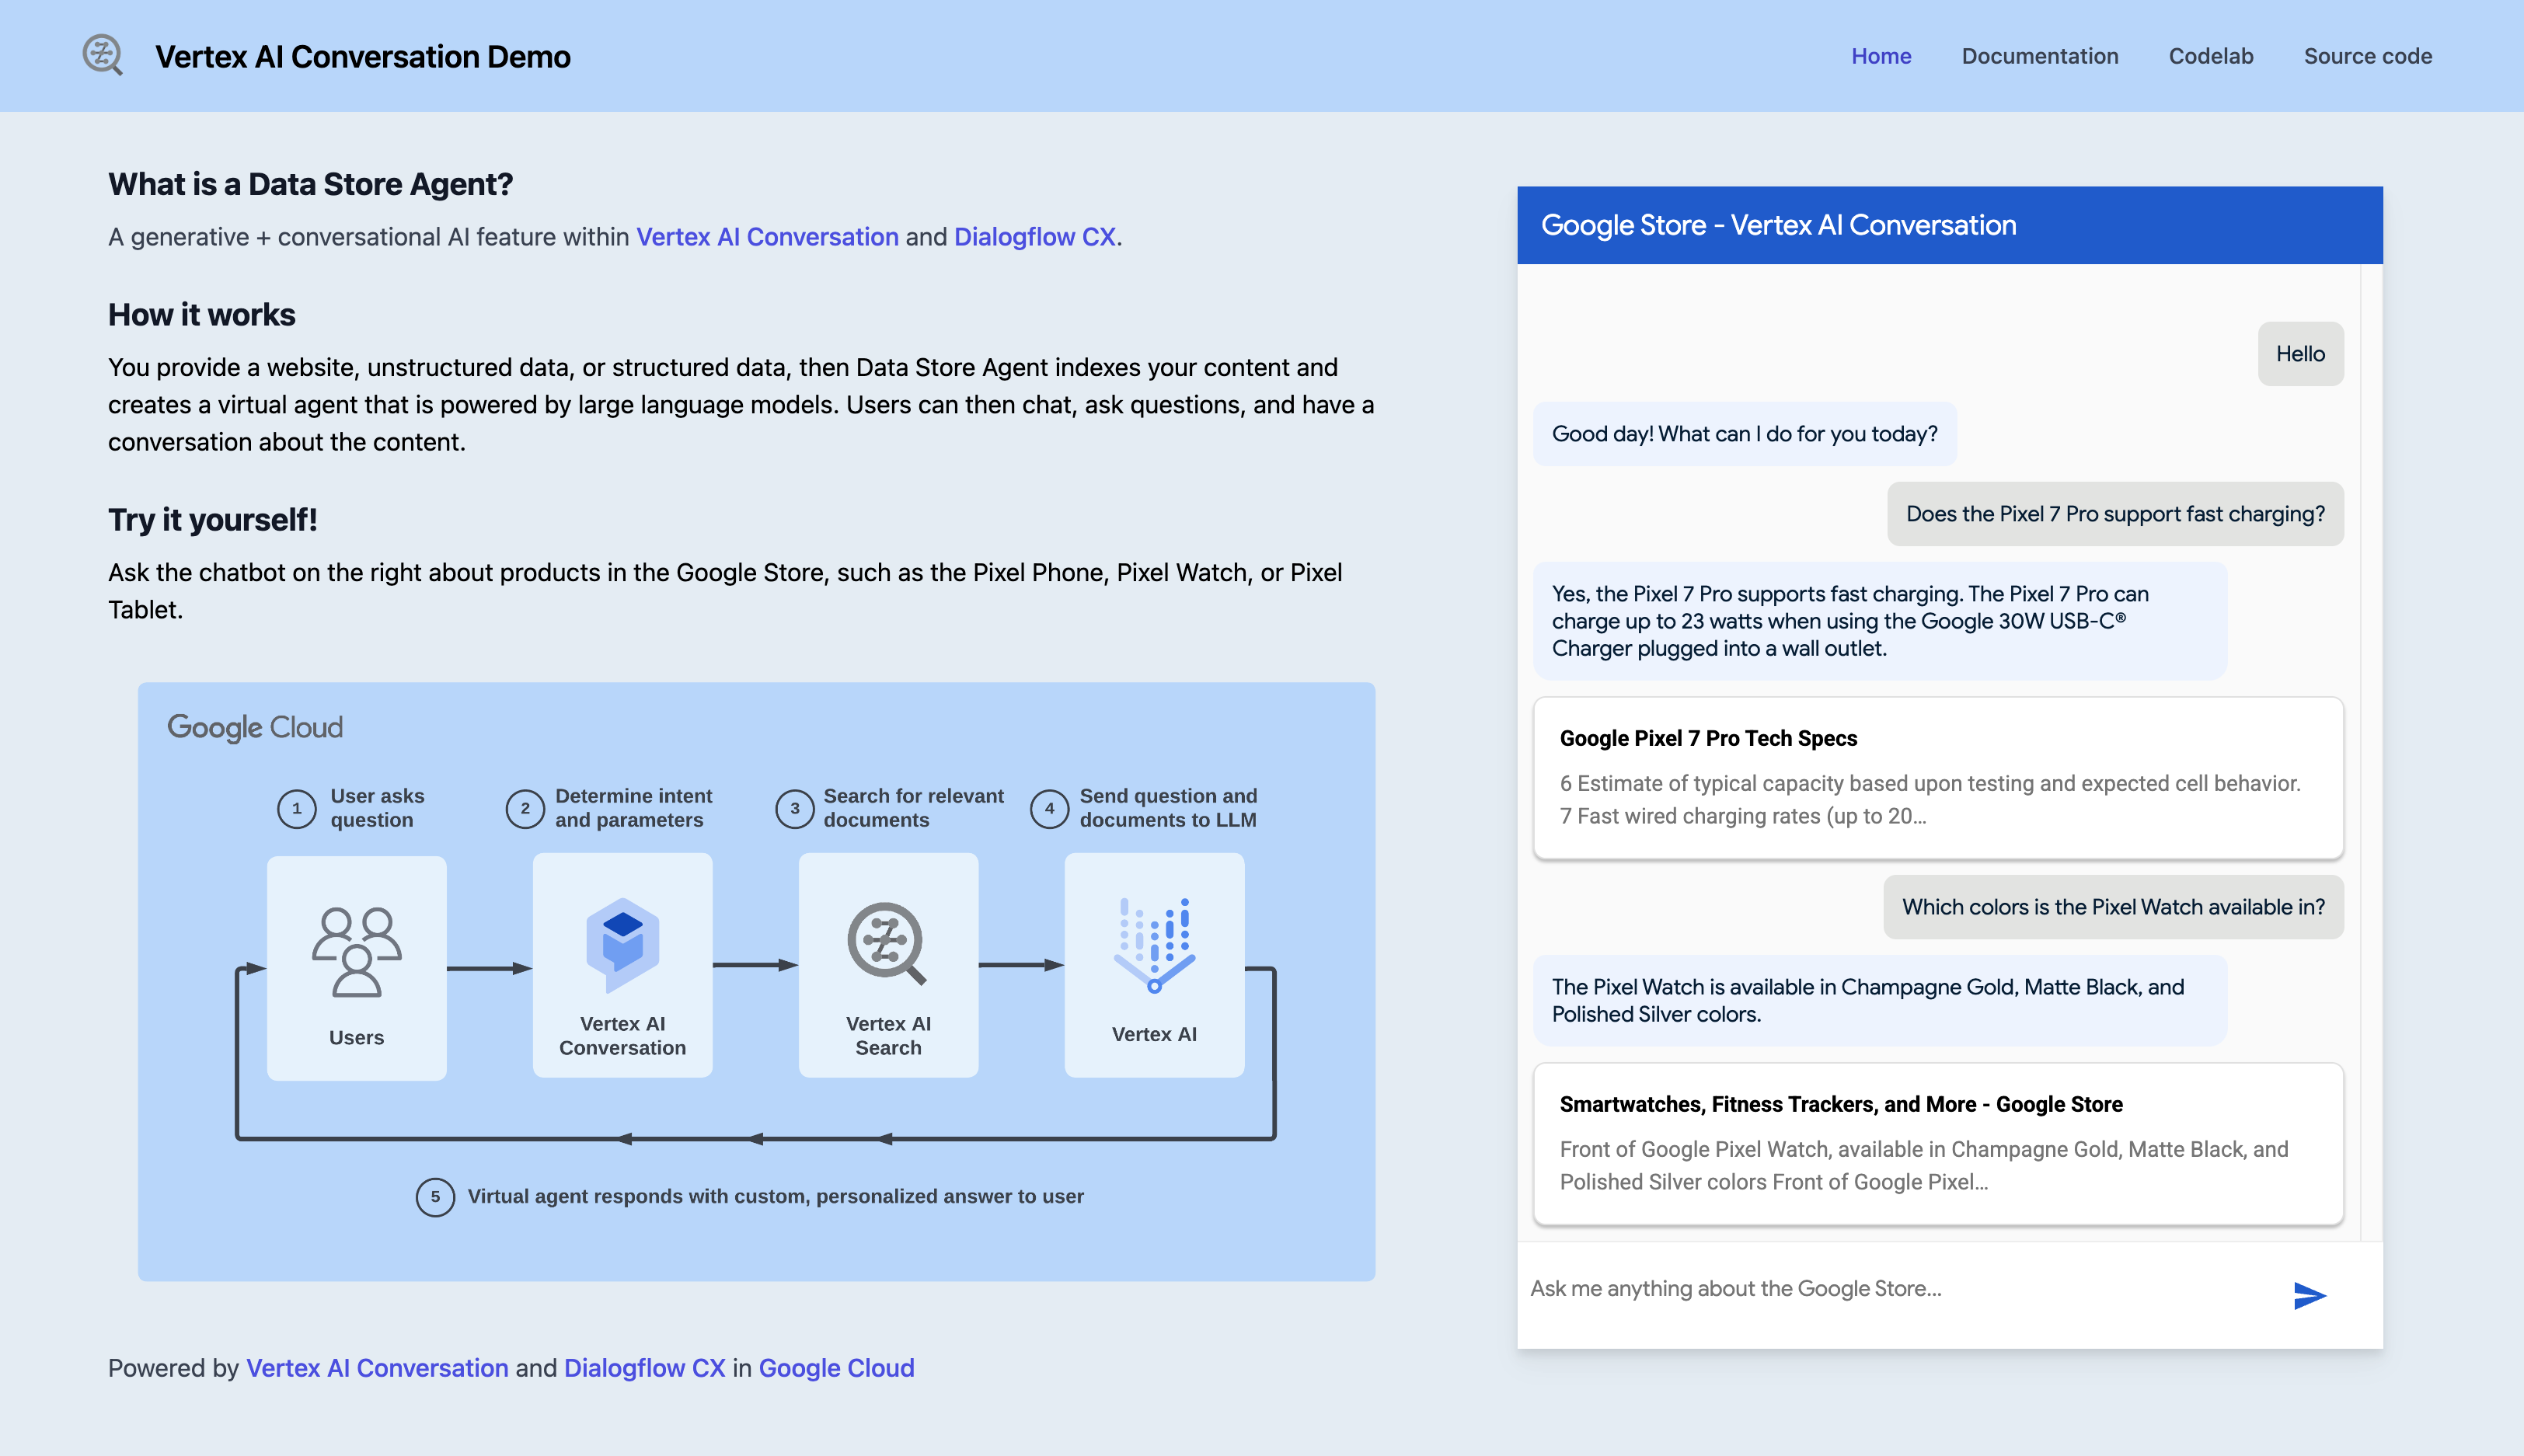 Vertex AI Conversation Demo
Home
Documentation
Codelab
Source code
What is a Data Store Agent?
A generative + conversational AI feature within Vertex AI Conversation and Dialogflow CX.
How it works
You provide a website, unstructured data, or structured data, then Data Store Agent indexes your content and
creates a virtual agent that is powered by large language models. Users can then chat, ask questions, and have a
conversation about the content.
Try it yourself!
Ask the chatbot on the right about products in the Google Store, such as the Pixel Phone, Pixel Watch, or Pixel
Tablet.
Google Cloud
1 User asks
question
2 Determine intent
and parameters
3 Search for relevant
documents
4 Send question and
documents to LLM
Users
Vertex AI
Conversation
Vertex AI
Search
Vertex AI
5 Virtual agent responds with custom, personalized answer to user
Powered by Vertex AI Conversation and Dialogflow CX in Google Cloud
Google Store - Vertex AI Conversation
Hello
Good day! What can I do for you today?
Does the Pixel 7 Pro support fast charging?
Yes, the Pixel 7 Pro supports fast charging. The Pixel 7 Pro can
charge up to 23 watts when using the Google 30W USB-C®
Charger plugged into a wall outlet.
Google Pixel 7 Pro Tech Specs
6 Estimate of typical capacity based upon testing and expected cell behavior.
7 Fast wired charging rates (up to 20...
Which colors is the Pixel Watch available in?
The Pixel Watch is available in Champagne Gold, Matte Black, and
Polished Silver colors.
Smartwatches, Fitness Trackers, and More - Google Store
Front of Google Pixel Watch, available in Champagne Gold, Matte Black, and
Polished Silver colors Front of Google Pixel...
Ask me anything about the Google Store...